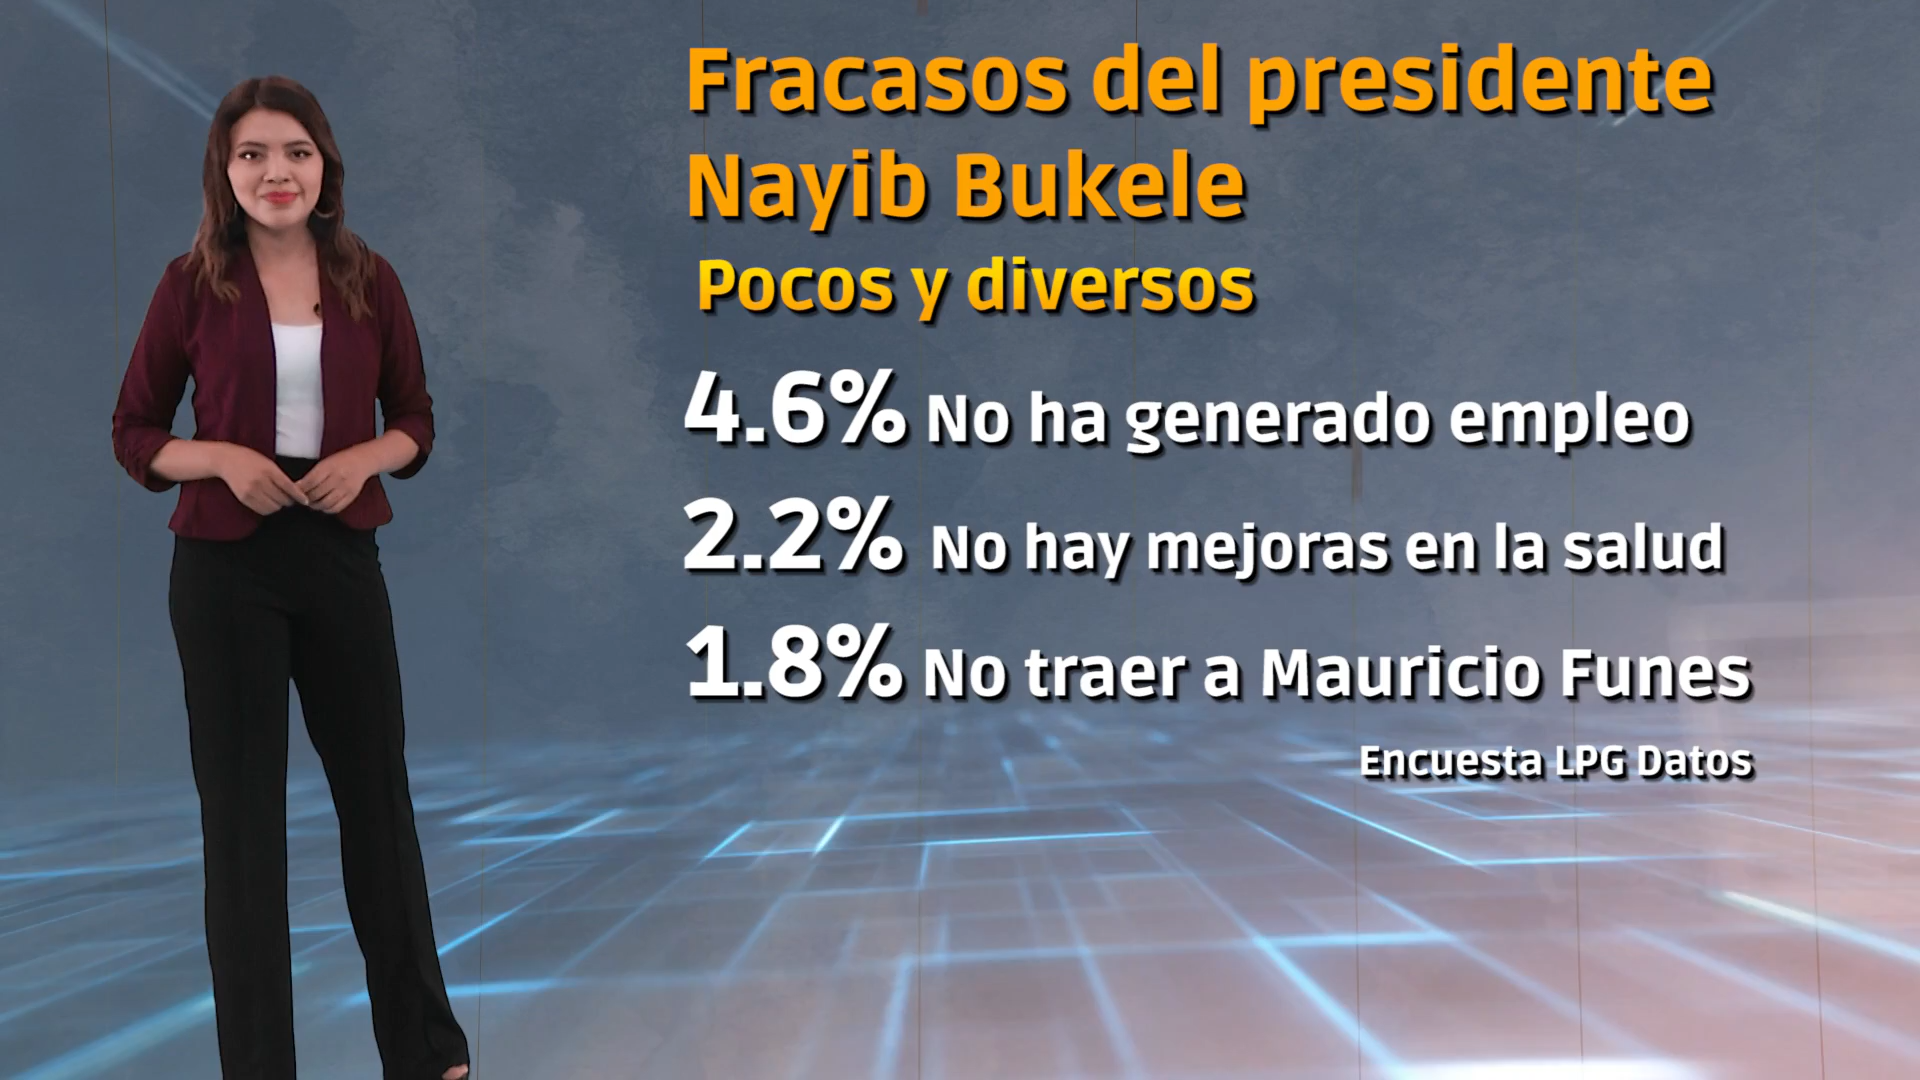 Fracasos del presidente
Nayib Bukele
Pocos y diversos
4.6% No ha generado empleo
2.2% No hay mejoras en la salud
1.8% No traer a Mauricio Funes
Encuesta LPG Datos